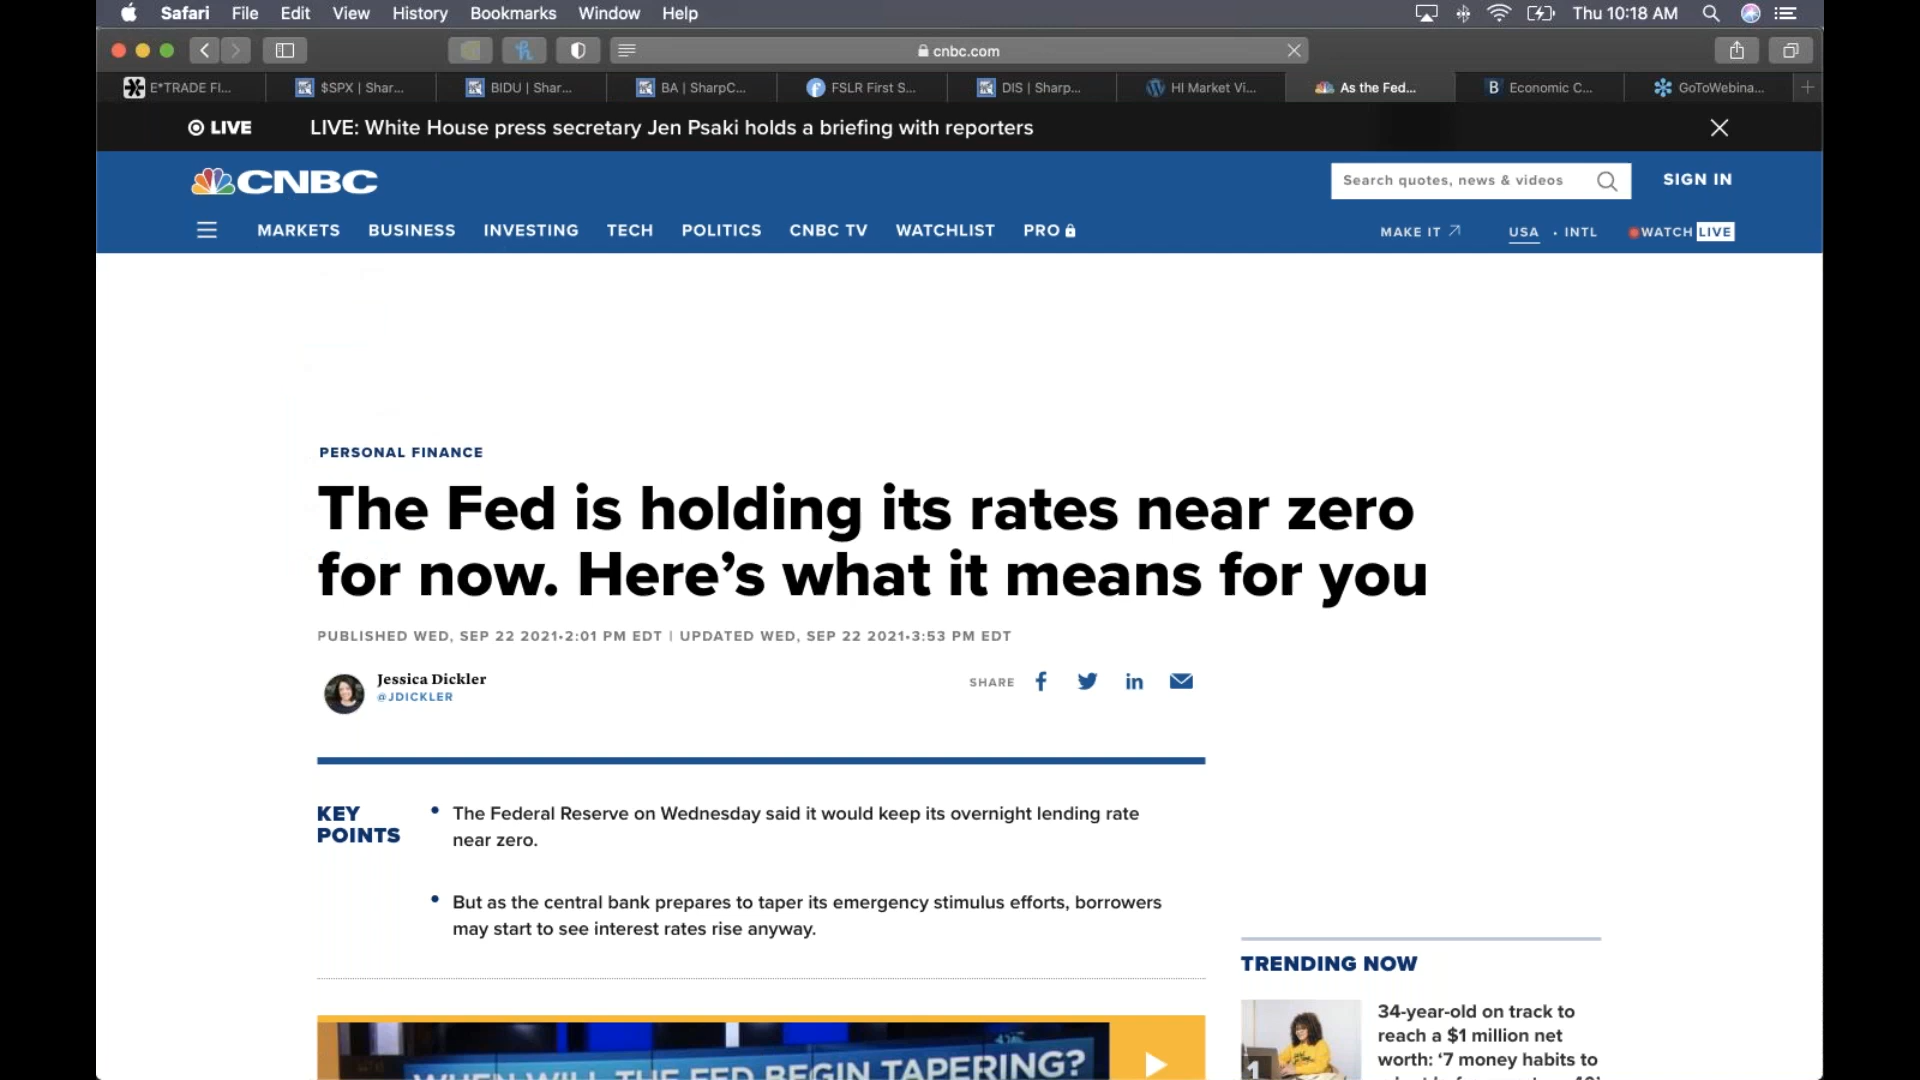 Safari File Edit View History Bookmarks Window Help Thu 10:18 AM
cnbc.com
E*TRADE FI... $SPX | Shar... BIDU | Shar... BA | SharpC... FSLR First S... DIS | Sharp... HI Market Vi... As the Fed... B Economic C... GoToWebina...
LIVE LIVE: White House press secretary Jen Psaki holds a briefing with reporters
CNBC
Search quotes, news & videos
SIGN IN
MARKETS BUSINESS INVESTING TECH POLITICS CNBC TV WATCHLIST PRO
MAKE IT USA • INTL WATCH LIVE
PERSONAL FINANCE
The Fed is holding its rates near zero
for now. Here’s what it means for you
PUBLISHED WED, SEP 22 2021•2:01 PM EDT | UPDATED WED, SEP 22 2021•3:53 PM EDT
Jessica Dickler
@JDICKLER
SHARE
KEY
POINTS
• The Federal Reserve on Wednesday said it would keep its overnight lending rate
near zero.
• But as the central bank prepares to taper its emergency stimulus efforts, borrowers
may start to see interest rates rise anyway.
WHEN WILL THE FED BEGIN TAPERING?
TRENDING NOW
1
34-year-old on track to
reach a $1 million net
worth: ‘7 money habits to